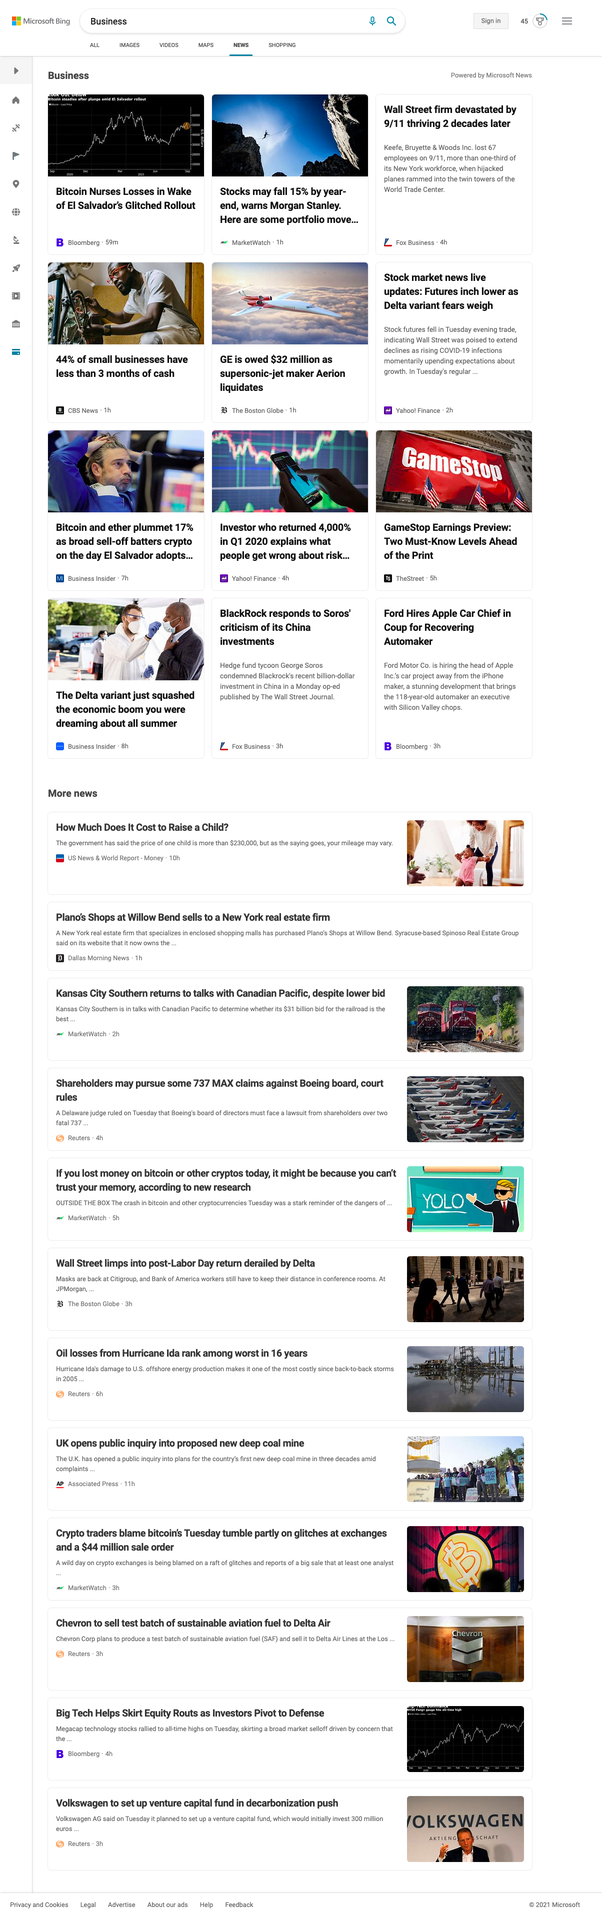 Microsoft Bing
Business
Sign in
45
ALL IMAGES VIDEOS MAPS NEWS SHOPPING
Business
Powered by Microsoft News
Bitcoin Nurses Losses in Wake
of El Salvador's Glitched Rollout
Bloomberg · 59m
Stocks may fall 15% by year-
end, warns Morgan Stanley.
Here are some portfolio move...
MarketWatch · 1h
Wall Street firm devastated by
9/11 thriving 2 decades later
Keefe, Bruyette & Woods Inc. lost 67
employees on 9/11, more than one-third of
its New York workforce, when hijacked
planes rammed into the twin towers of the
World Trade Center.
Fox Business · 4h
44% of small businesses have
less than 3 months of cash
CBS News · 1h
GE is owed $32 million as
supersonic-jet maker Aerion
liquidates
The Boston Globe · 1h
Stock market news live
updates: Futures inch lower as
Delta variant fears weigh
Stock futures fell in Tuesday evening trade,
indicating Wall Street was poised to extend
declines as rising COVID-19 infections
momentarily upending expectations about
growth. In Tuesday's regular ...
Yahoo! Finance · 2h
Bitcoin and ether plummet 17%
as broad sell-off batters crypto
on the day El Salvador adopts...
Business Insider · 7h
Investor who returned 4,000%
in Q1 2020 explains what
people get wrong about risk...
Yahoo! Finance · 4h
GameStop
GameStop Earnings Preview:
Two Must-Know Levels Ahead
of the Print
TheStreet · 5h
The Delta variant just squashed
the economic boom you were
dreaming about all summer
Business Insider · 8h
BlackRock responds to Soros'
criticism of its China
investments
Hedge fund tycoon George Soros
condemned Blackrock's recent billion-dollar
investment in China in a Monday op-ed
published by The Wall Street Journal.
Fox Business · 3h
Ford Hires Apple Car Chief in
Coup for Recovering
Automaker
Ford Motor Co. is hiring the head of Apple
Inc.'s car project away from the iPhone
maker, a stunning development that brings
the 118-year-old automaker an executive
with Silicon Valley chops.
Bloomberg · 3h
More news
How Much Does It Cost to Raise a Child?
The government has said the price of one child is more than $230,000, but as the saying goes, your mileage may vary.
US News & World Report - Money · 10h
Plano's Shops at Willow Bend sells to a New York real estate firm
A New York real estate firm that specializes in enclosed shopping malls has purchased Plano's Shops at Willow Bend. Syracuse-based Spinoso Real Estate Group
said on its website that it now owns the ...
Dallas Morning News · 1h
Kansas City Southern returns to talks with Canadian Pacific, despite lower bid
Kansas City Southern is in talks with Canadian Pacific to determine whether its $31 billion bid for the railroad is the
best ...
MarketWatch · 2h
Shareholders may pursue some 737 MAX claims against Boeing board, court
rules
A Delaware judge ruled on Tuesday that Boeing's board of directors must face a lawsuit from shareholders over two
fatal 737 ...
Reuters · 4h
If you lost money on bitcoin or other cryptos today, it might be because you can't
trust your memory, according to new research
OUTSIDE THE BOX The crash in bitcoin and other cryptocurrencies Tuesday was a stark reminder of the dangers of ...
MarketWatch · 5h
YOLO
Wall Street limps into post-Labor Day return derailed by Delta
Masks are back at Citigroup, and Bank of America workers still have to keep their distance in conference rooms. At
JPMorgan, ...
The Boston Globe · 3h
Oil losses from Hurricane Ida rank among worst in 16 years
Hurricane Ida's damage to U.S. offshore energy production makes it one of the most costly since back-to-back storms
in 2005 ...
Reuters · 6h
UK opens public inquiry into proposed new deep coal mine
The U.K. has opened a public inquiry into plans for the country's first new deep coal mine in three decades amid
complaints ...
AP Associated Press · 11h
Crypto traders blame bitcoin's Tuesday tumble partly on glitches at exchanges
and a $44 million sale order
A wild day on crypto exchanges is being blamed on a raft of glitches and reports of a big sale that at least one analyst
...
MarketWatch · 3h
Chevron to sell test batch of sustainable aviation fuel to Delta Air
Chevron Corp plans to produce a test batch of sustainable aviation fuel (SAF) and sell it to Delta Air Lines at the Los ...
Reuters · 3h
Chevron
Big Tech Helps Skirt Equity Routs as Investors Pivot to Defense
Megacap technology stocks rallied to all-time highs on Tuesday, skirting a broad market selloff driven by concern that
the ...
Bloomberg · 4h
Volkswagen to set up venture capital fund in decarbonization push
Volkswagen AG said on Tuesday it planned to set up a venture capital fund, which would initially invest 300 million
euros ...
Reuters · 3h
VOLKSWAGEN
Privacy and Cookies Legal Advertise About our ads Help Feedback
© 2021 Microsoft